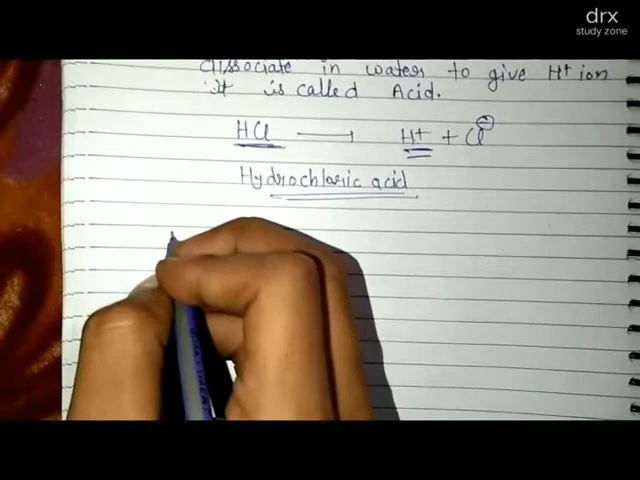 drx
study zone
dissociate in water to give H+ ion
it is called Acid.
HCl ⟶ H+ + Cl⊖
Hydrochloric acid